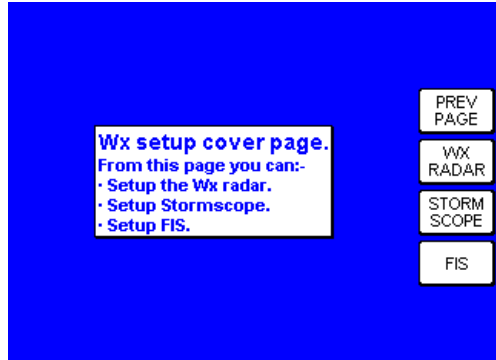 Wx setup cover page.
From this page you can:-
· Setup the Wx radar.
· Setup Stormscope.
· Setup FIS.
PREV
PAGE
WX
RADAR
STORM
SCOPE
FIS